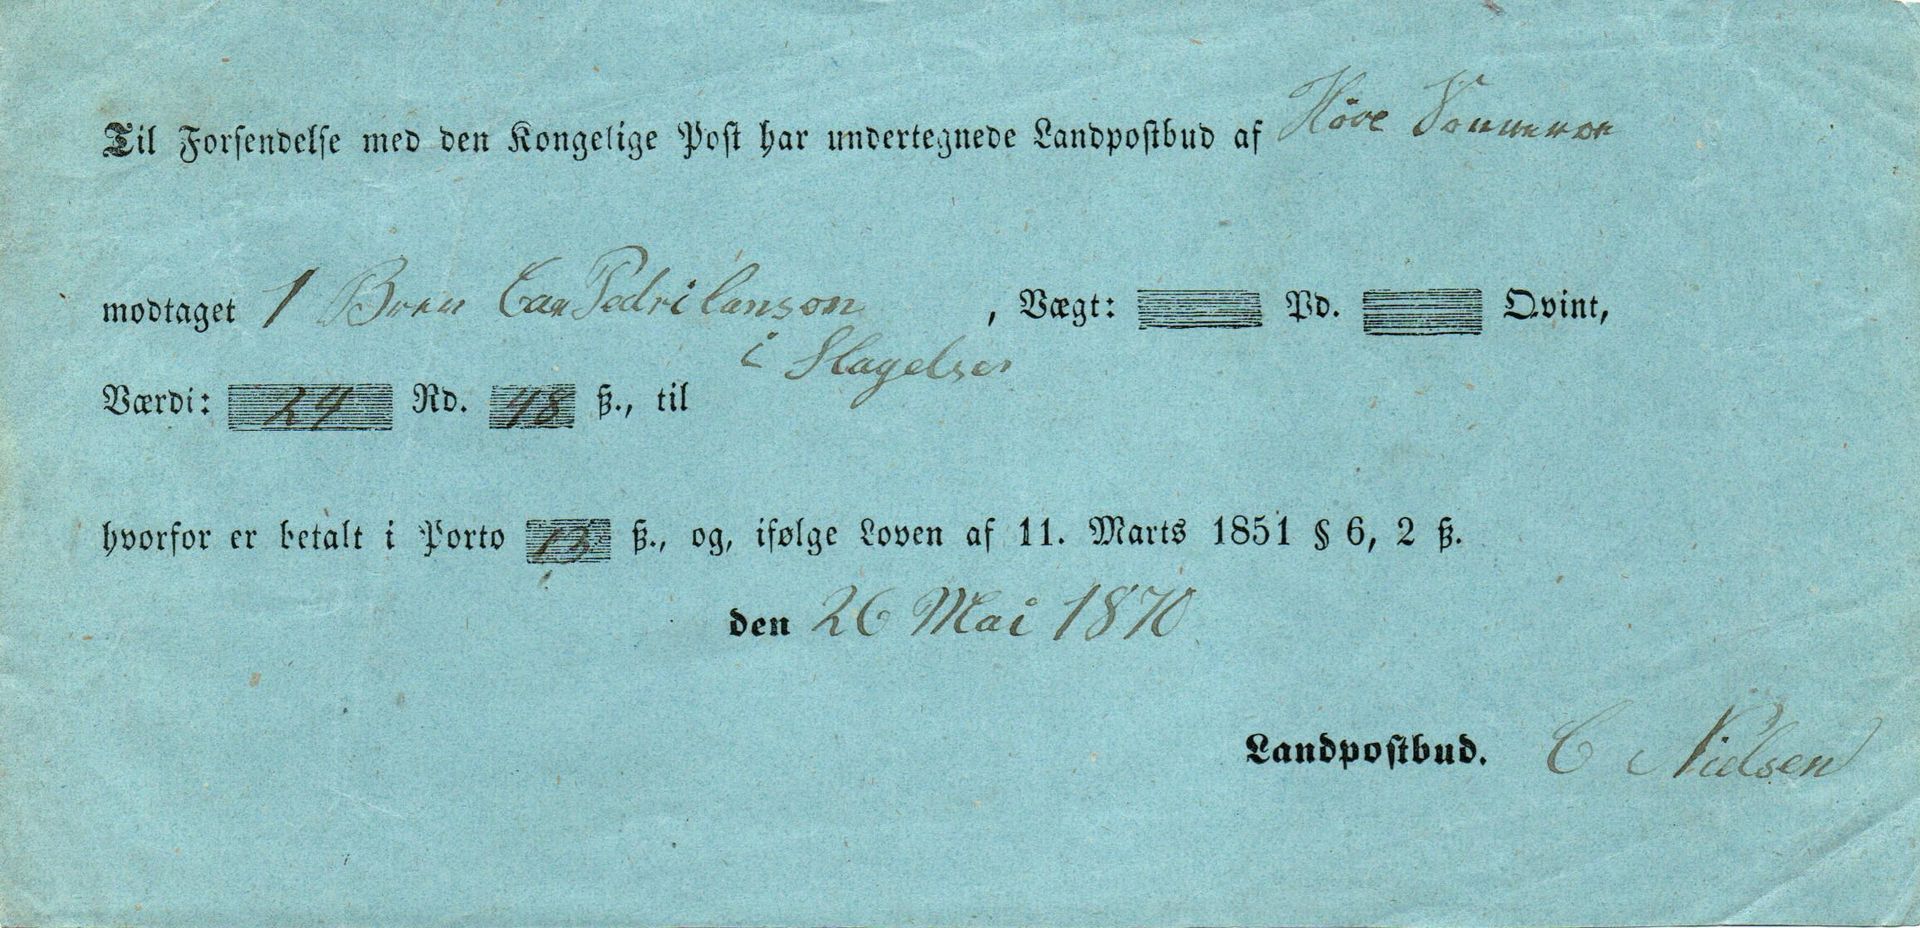 Til Forsendelse med den Kongelige Post har undertegnede Landpostbud af Höve
modtaget 1 , Vægt: Pd. Qvint,
i Slagelse
Værdi: 24 Rd. 48 ß., til
hvorfor er betalt i Porto ß., og, ifølge Loven af 11. Marts 1851 § 6, 2 ß.
den 26 Mai 1870
Landpostbud. C Nielsen